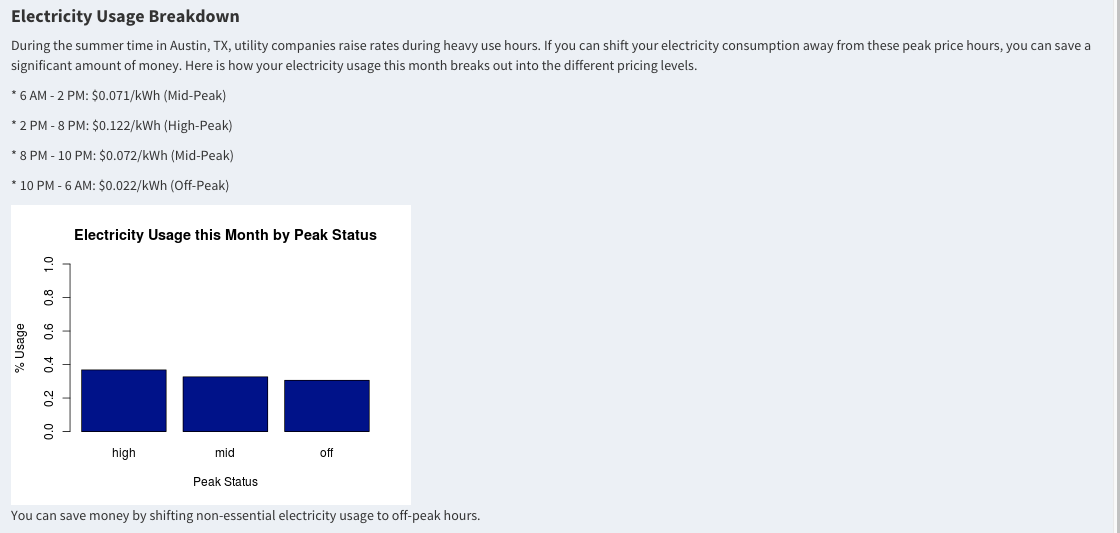 Electricity Usage Breakdown
During the summer time in Austin, TX, utility companies raise rates during heavy use hours. If you can shift your electricity consumption away from these peak price hours, you can save a
significant amount of money. Here is how your electricity usage this month breaks out into the different pricing levels.
* 6 AM - 2 PM: $0.071/kWh (Mid-Peak)
* 2 PM - 8 PM: $0.122/kWh (High-Peak)
* 8 PM - 10 PM: $0.072/kWh (Mid-Peak)
* 10 PM - 6 AM: $0.022/kWh (Off-Peak)
Electricity Usage this Month by Peak Status
% Usage
1.0
0.8
0.6
0.4
0.2
0.0
high mid off
Peak Status
You can save money by shifting non-essential electricity usage to off-peak hours.